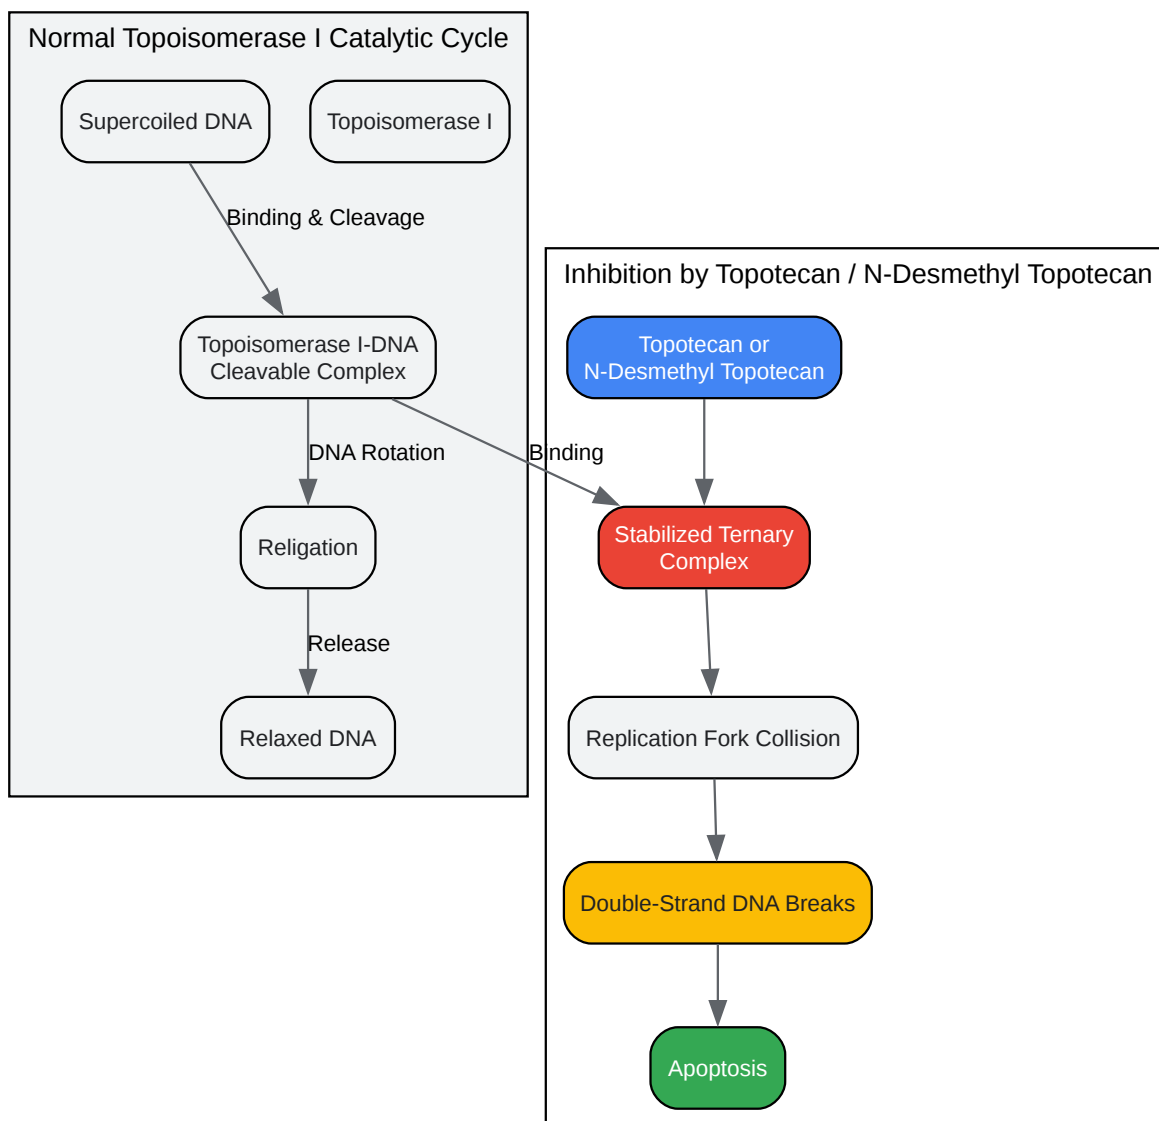 Normal Topoisomerase I Catalytic Cycle
Supercoiled DNA
Topoisomerase I
Binding & Cleavage
Topoisomerase I-DNA
Cleavable Complex
DNA Rotation
Religation
Release
Relaxed DNA
Binding
Inhibition by Topotecan / N-Desmethyl Topotecan
Topotecan or
N-Desmethyl Topotecan
Stabilized Ternary
Complex
Replication Fork Collision
Double-Strand DNA Breaks
Apoptosis